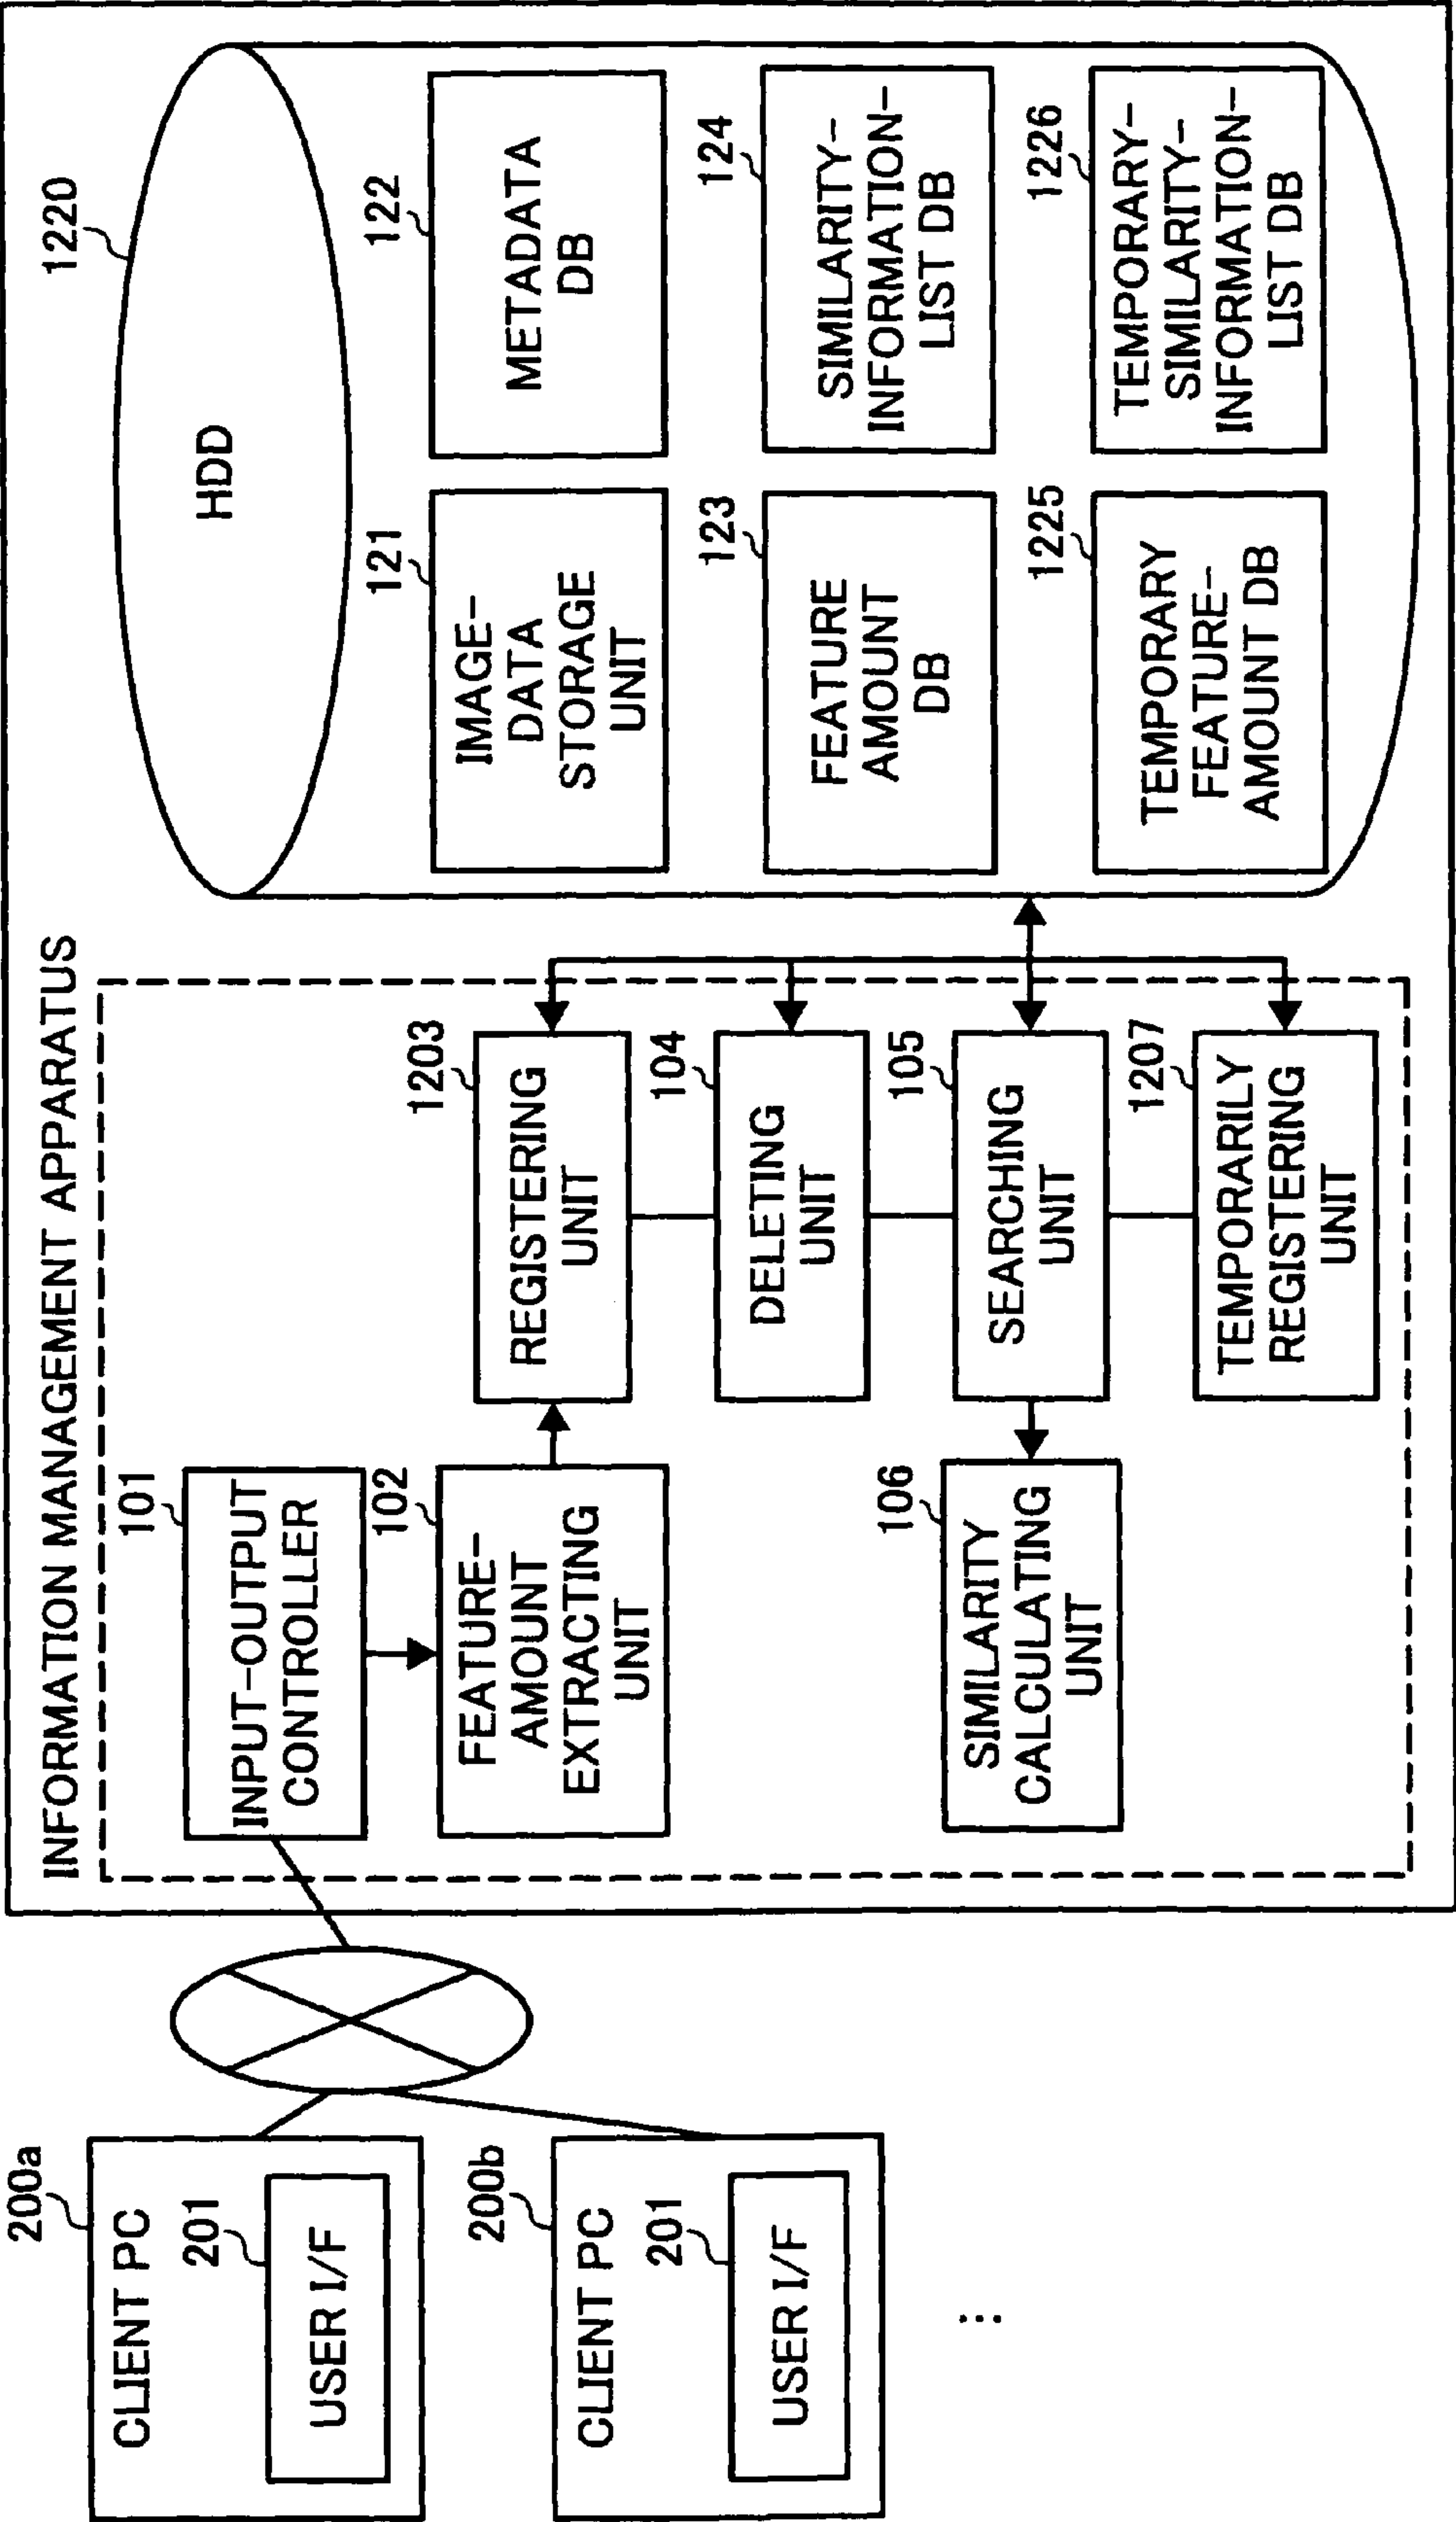 200a
CLIENT PC
201
USER I/F
200b
CLIENT PC
201
USER I/F
...
INFORMATION MANAGEMENT APPARATUS
101
INPUT-OUTPUT
CONTROLLER
102
FEATURE-
AMOUNT
EXTRACTING
UNIT
1203
REGISTERING
UNIT
104
DELETING
UNIT
105
SEARCHING
UNIT
106
SIMILARITY
CALCULATING
UNIT
1207
TEMPORARILY
REGISTERING
UNIT
1220
HDD
121
IMAGE-
DATA
STORAGE
UNIT
122
METADATA
DB
123
FEATURE
AMOUNT
DB
124
SIMILARITY-
INFORMATION-
LIST DB
1225
TEMPORARY
FEATURE-
AMOUNT DB
1226
TEMPORARY-
SIMILARITY-
INFORMATION-
LIST DB